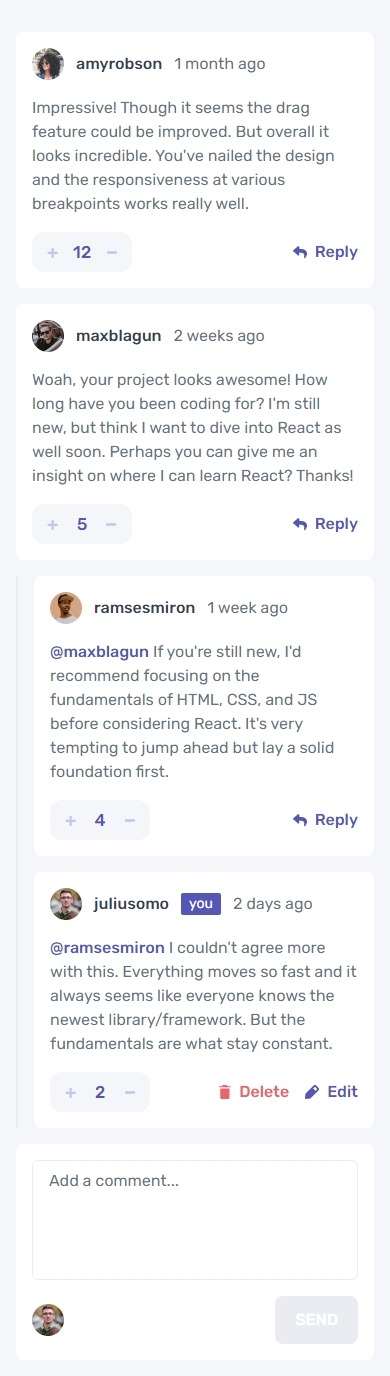 amyrobson 1 month ago
Impressive! Though it seems the drag
feature could be improved. But overall it
looks incredible. You've nailed the design
and the responsiveness at various
breakpoints works really well.
+ 12 − Reply
maxblagun 2 weeks ago
Woah, your project looks awesome! How
long have you been coding for? I'm still
new, but think I want to dive into React as
well soon. Perhaps you can give me an
insight on where I can learn React? Thanks!
+ 5 − Reply
ramsesmiron 1 week ago
@maxblagun If you're still new, I'd
recommend focusing on the
fundamentals of HTML, CSS, and JS
before considering React. It's very
tempting to jump ahead but lay a solid
foundation first.
+ 4 − Reply
juliusomo you 2 days ago
@ramsesmiron I couldn't agree more
with this. Everything moves so fast and it
always seems like everyone knows the
newest library/framework. But the
fundamentals are what stay constant.
+ 2 − Delete Edit
Add a comment...
SEND